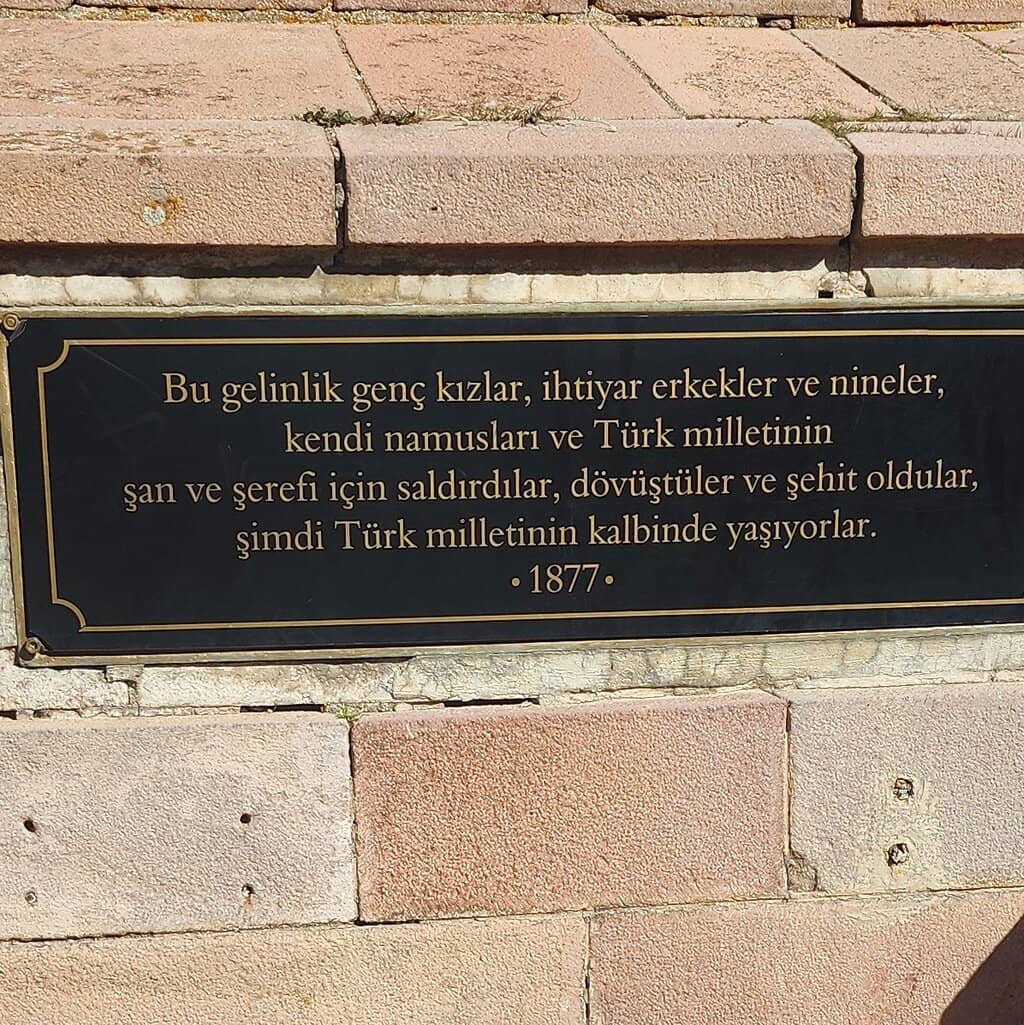 Bu gelinlik genç kızlar, ihtiyar erkekler ve nineler,
kendi namusları ve Türk milletinin
şan ve şerefi için saldırdılar, dövüştüler ve şehit oldular,
şimdi Türk milletinin kalbinde yaşıyorlar.
• 1877 •